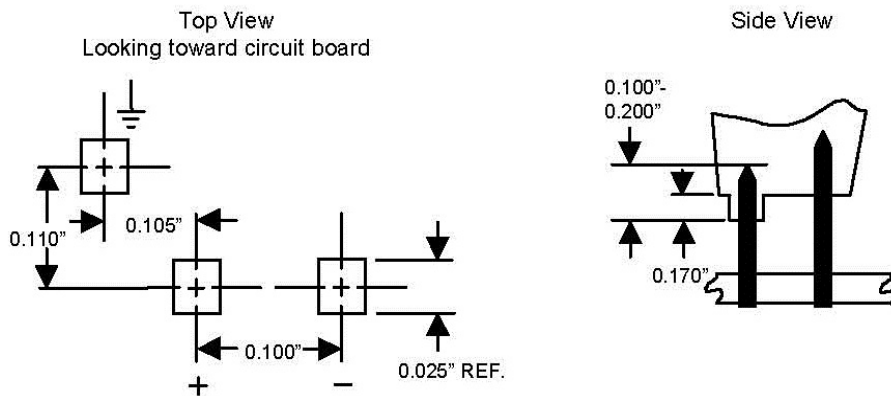 Top View
Looking toward circuit board
0.110”
0.105”
0.100”
0.025” REF.
+
−
Side View
0.100”-
0.200”
0.170”